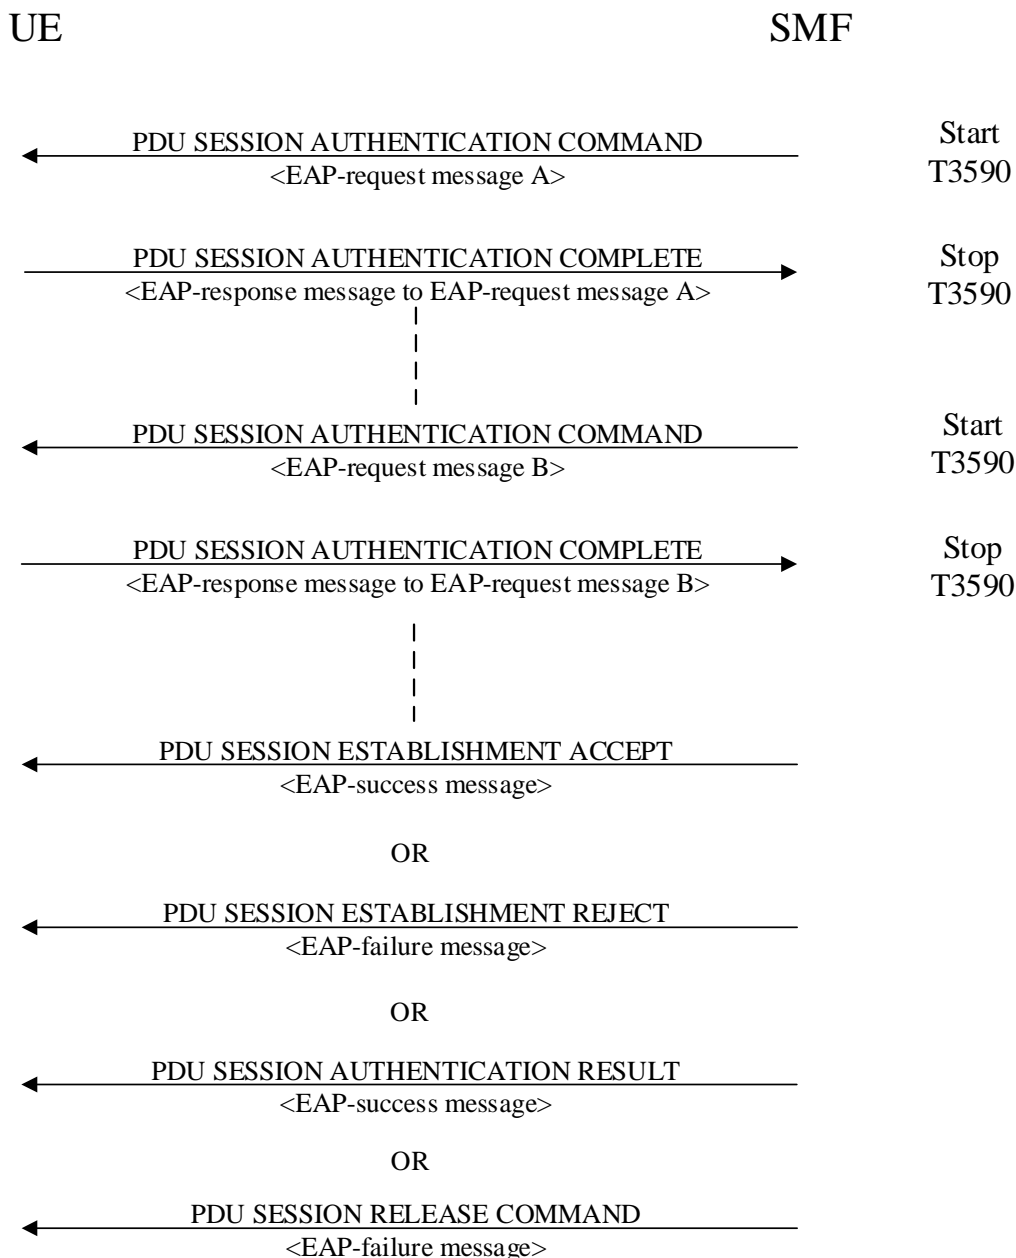 UE SMF
PDU SESSION AUTHENTICATION COMMAND
<EAP-request message A>
Start
T3590
PDU SESSION AUTHENTICATION COMPLETE
<EAP-response message to EAP-request message A>
Stop
T3590
PDU SESSION AUTHENTICATION COMMAND
<EAP-request message B>
Start
T3590
PDU SESSION AUTHENTICATION COMPLETE
<EAP-response message to EAP-request message B>
Stop
T3590
PDU SESSION ESTABLISHMENT ACCEPT
<EAP-success message>
OR
PDU SESSION ESTABLISHMENT REJECT
<EAP-failure message>
OR
PDU SESSION AUTHENTICATION RESULT
<EAP-success message>
OR
PDU SESSION RELEASE COMMAND
<EAP-failure message>